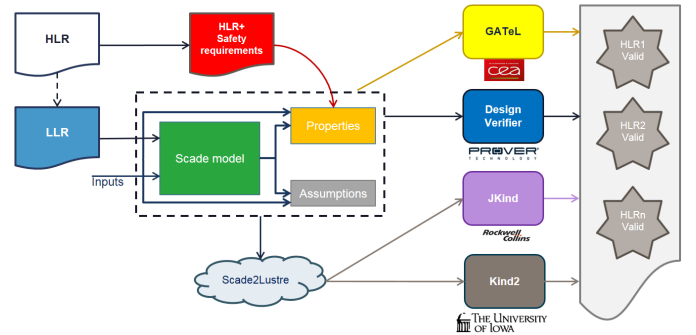 HLR
HLR+
Safety
requirements
GATeL
cea
HLR1
Valid
LLR
Properties
Design
Verifier
PROVER
TECHNOLOGY
HLR2
Valid
Scade model
Inputs
Assumptions
JKind
Rockwell
Collins
HLRn
Valid
Scade2Lustre
Kind2
THE UNIVERSITY
OF IOWA